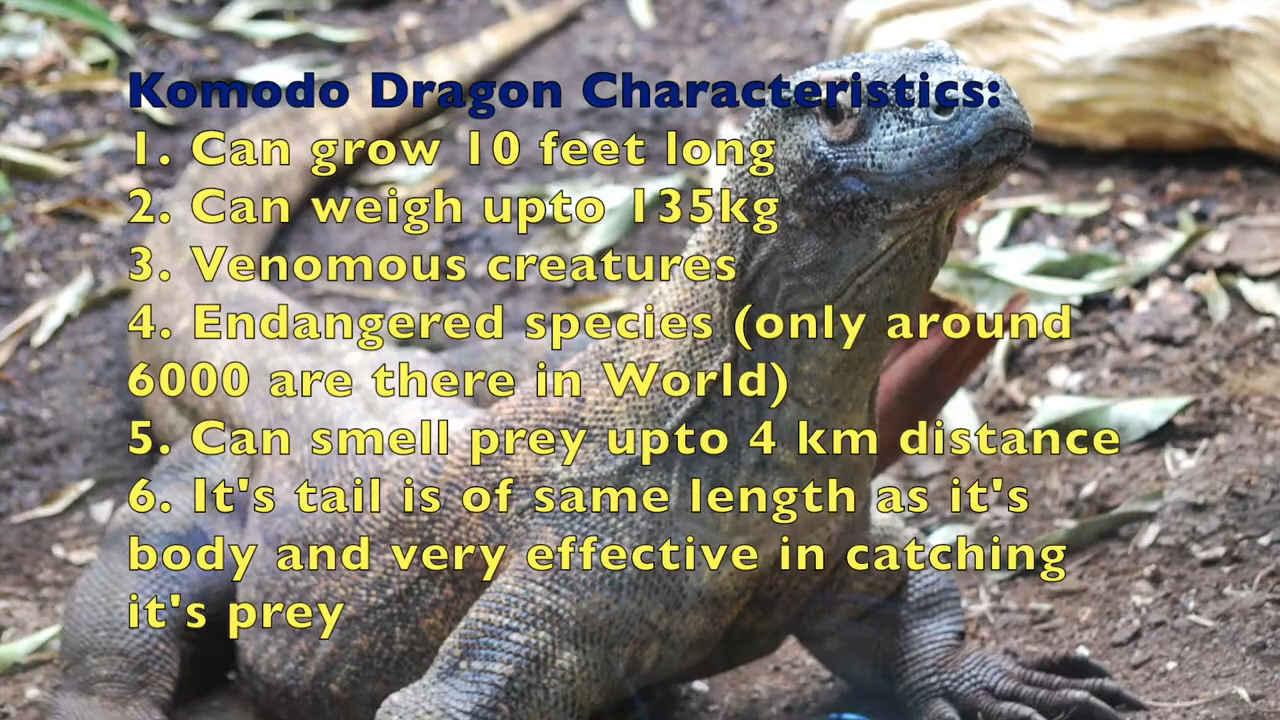 Komodo Dragon Characteristics:
1. Can grow 10 feet long
2. Can weigh upto 135kg
3. Venomous creatures
4. Endangered species (only around
6000 are there in World)
5. Can smell prey upto 4 km distance
6. It's tail is of same length as it's
body and very effective in catching
it's prey